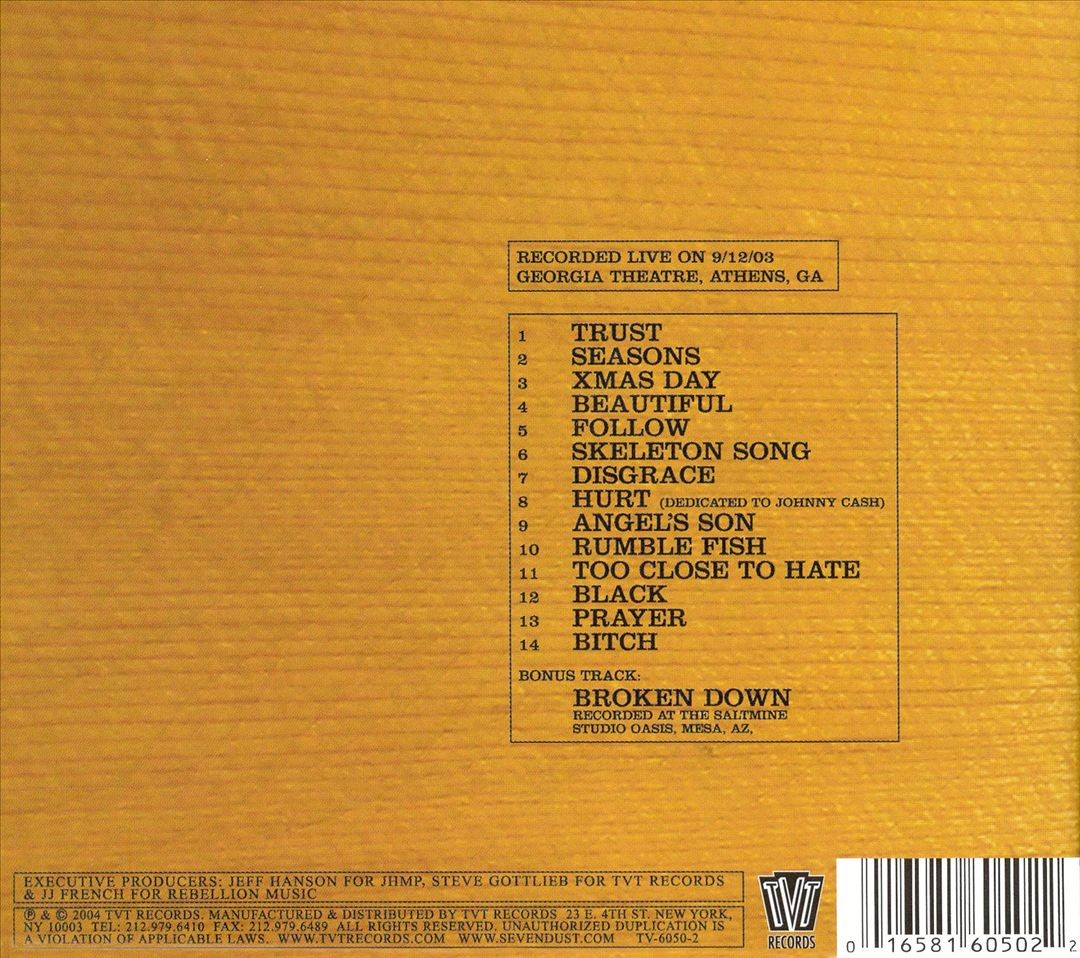 RECORDED LIVE ON 9/12/03
GEORGIA THEATRE, ATHENS, GA
1 TRUST
2 SEASONS
3 XMAS DAY
4 BEAUTIFUL
5 FOLLOW
6 SKELETON SONG
7 DISGRACE
8 HURT (DEDICATED TO JOHNNY CASH)
9 ANGEL'S SON
10 RUMBLE FISH
11 TOO CLOSE TO HATE
12 BLACK
13 PRAYER
14 BITCH
BONUS TRACK:
BROKEN DOWN
RECORDED AT THE SALTMINE
STUDIO OASIS, MESA, AZ,
EXECUTIVE PRODUCERS: JEFF HANSON FOR JHMP, STEVE GOTTLIEB FOR TVT RECORDS
& JJ FRENCH FOR REBELLION MUSIC
℗ & © 2004 TVT RECORDS. MANUFACTURED & DISTRIBUTED BY TVT RECORDS 23 E. 4TH ST. NEW YORK,
NY 10003 TEL: 212.979.6410 FAX: 212.979.6489 ALL RIGHTS RESERVED. UNAUTHORIZED DUPLICATION IS
A VIOLATION OF APPLICABLE LAWS. WWW.TVTRECORDS.COM WWW.SEVENDUST.COM TV-6050-2
TVT
RECORDS
0 16581 60502 2